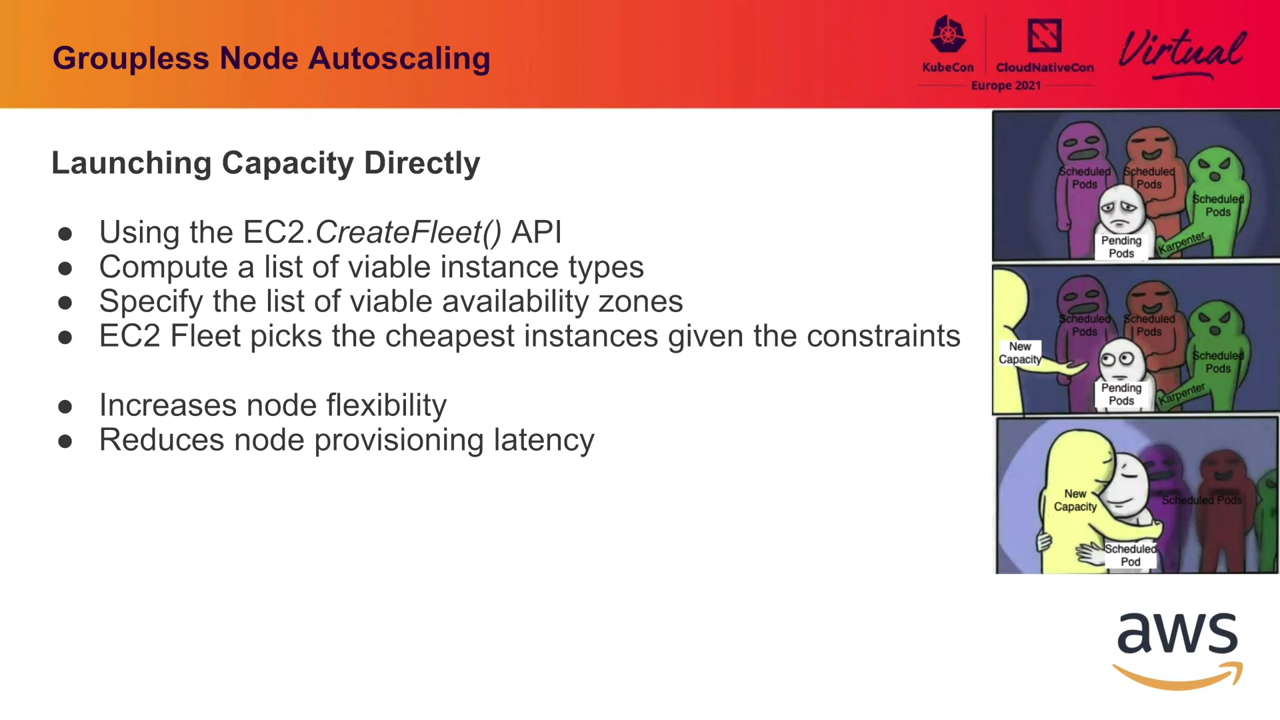 Groupless Node Autoscaling
KubeCon
CloudNativeCon
Europe 2021
Virtual
Launching Capacity Directly
● Using the EC2.CreateFleet() API
● Compute a list of viable instance types
● Specify the list of viable availability zones
● EC2 Fleet picks the cheapest instances given the constraints
● Increases node flexibility
● Reduces node provisioning latency
Scheduled
Pods
Scheduled
Pods
Scheduled
Pods
Pending
Pods
Karpenter
Scheduled
Pods
Scheduled
Pods
New
Capacity
Scheduled
Pods
Pending
Pods
Karpenter
New
Capacity
Scheduled Pods
Scheduled
Pod
aws